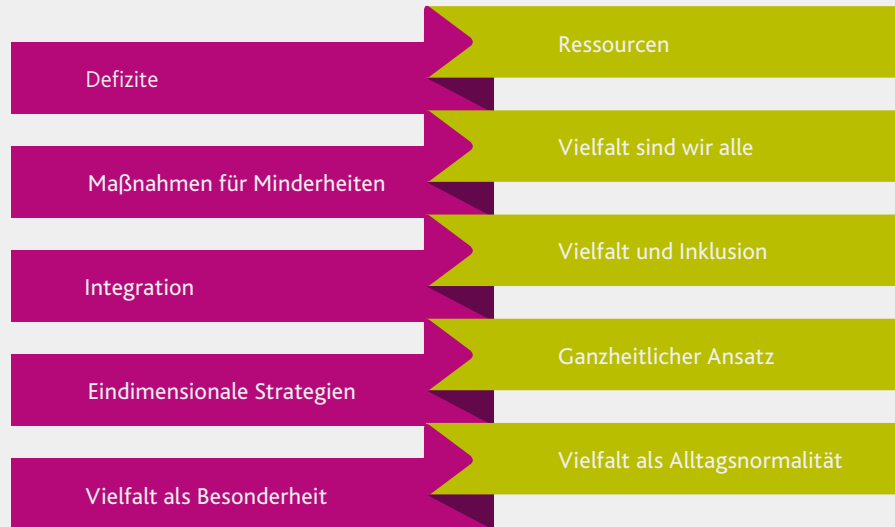 Defizite
Ressourcen
Maßnahmen für Minderheiten
Vielfalt sind wir alle
Integration
Vielfalt und Inklusion
Eindimensionale Strategien
Ganzheitlicher Ansatz
Vielfalt als Besonderheit
Vielfalt als Alltagsnormalität